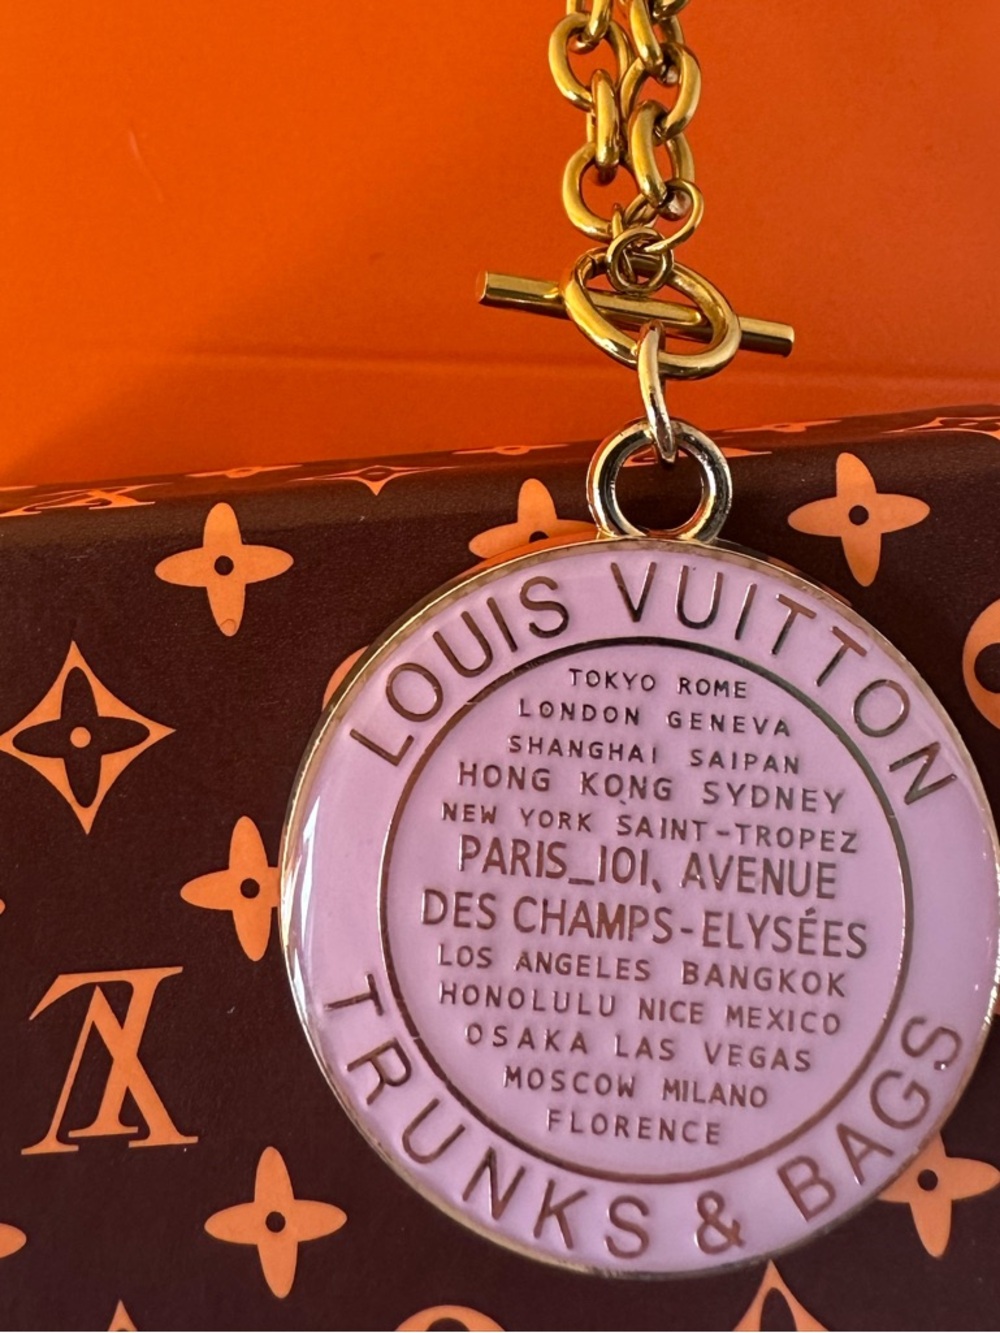 LOUIS VUITTON
TOKYO ROME
LONDON GENEVA
SHANGHAI SAIPAN
HONG KONG SYDNEY
NEW YORK SAINT-TROPEZ
PARIS_101, AVENUE
DES CHAMPS-ELYSÉES
LOS ANGELES BANGKOK
HONOLULU NICE MEXICO
OSAKA LAS VEGAS
MOSCOW MILANO
FLORENCE
TRUNKS & BAGS
LV